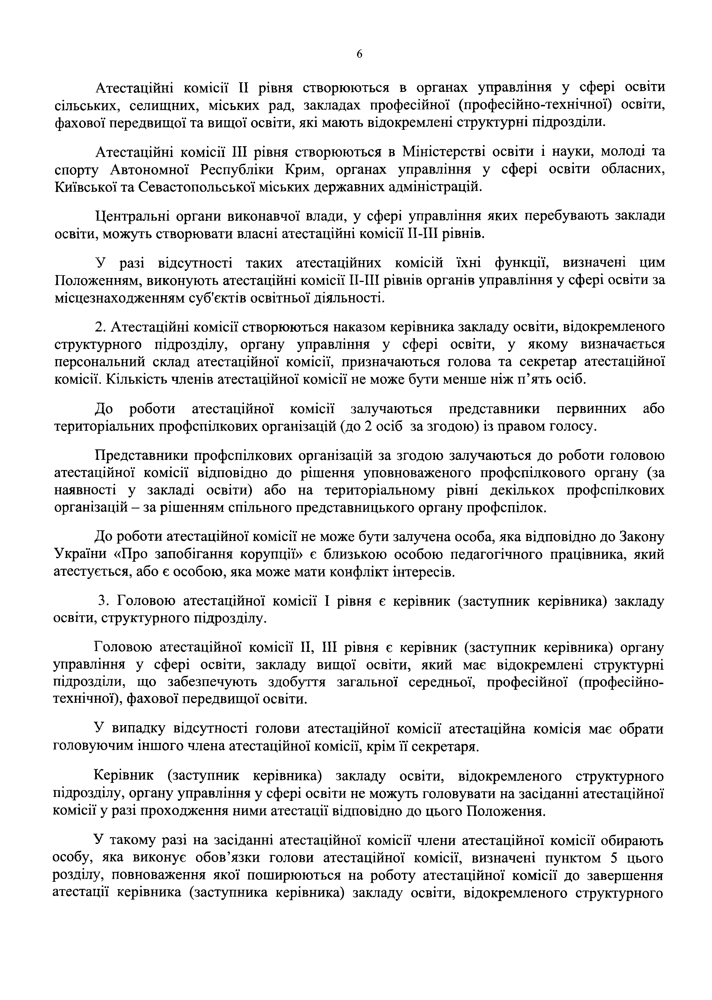 6
Атестаційні комісії ІІ рівня створюються в органах управління у сфері освіти
сільських, селищних, міських рад, закладах професійної (професійно-технічної) освіти,
фахової передвищої та вищої освіти, які мають відокремлені структурні підрозділи.
Атестаційні комісії ІІІ рівня створюються в Міністерстві освіти і науки, молоді та
спорту Автономної Республіки Крим, органах управління у сфері освіти обласних,
Київської та Севастопольської міських державних адміністрацій.
Центральні органи виконавчої влади, у сфері управління яких перебувають заклади
освіти, можуть створювати власні атестаційні комісії ІІ-ІІІ рівнів.
У разі відсутності таких атестаційних комісій їхні функції, визначені цим
Положенням, виконують атестаційні комісії ІІ-ІІІ рівнів органів управління у сфері освіти за
місцезнаходженням суб'єктів освітньої діяльності.
2. Атестаційні комісії створюються наказом керівника закладу освіти, відокремленого
структурного підрозділу, органу управління у сфері освіти, у якому визначається
персональний склад атестаційної комісії, призначаються голова та секретар атестаційної
комісії. Кількість членів атестаційної комісії не може бути менше ніж п’ять осіб.
До роботи атестаційної комісії залучаються представники первинних або
територіальних профспілкових організацій (до 2 осіб за згодою) із правом голосу.
Представники профспілкових організацій за згодою залучаються до роботи головою
атестаційної комісії відповідно до рішення уповноваженого профспілкового органу (за
наявності у закладі освіти) або на територіальному рівні декількох профспілкових
організацій – за рішенням спільного представницького органу профспілок.
До роботи атестаційної комісії не може бути залучена особа, яка відповідно до Закону
України «Про запобігання корупції» є близькою особою педагогічного працівника, який
атестується, або є особою, яка може мати конфлікт інтересів.
3. Головою атестаційної комісії І рівня є керівник (заступник керівника) закладу
освіти, структурного підрозділу.
Головою атестаційної комісії ІІ, ІІІ рівня є керівник (заступник керівника) органу
управління у сфері освіти, закладу вищої освіти, який має відокремлені структурні
підрозділи, що забезпечують здобуття загальної середньої, професійної (професійно-
технічної), фахової передвищої освіти.
У випадку відсутності голови атестаційної комісії атестаційна комісія має обрати
головуючим іншого члена атестаційної комісії, крім її секретаря.
Керівник (заступник керівника) закладу освіти, відокремленого структурного
підрозділу, органу управління у сфері освіти не можуть головувати на засіданні атестаційної
комісії у разі проходження ними атестації відповідно до цього Положення.
У такому разі на засіданні атестаційної комісії члени атестаційної комісії обирають
особу, яка виконує обов’язки голови атестаційної комісії, визначені пунктом 5 цього
розділу, повноваження якої поширюються на роботу атестаційної комісії до завершення
атестації керівника (заступника керівника) закладу освіти, відокремленого структурного